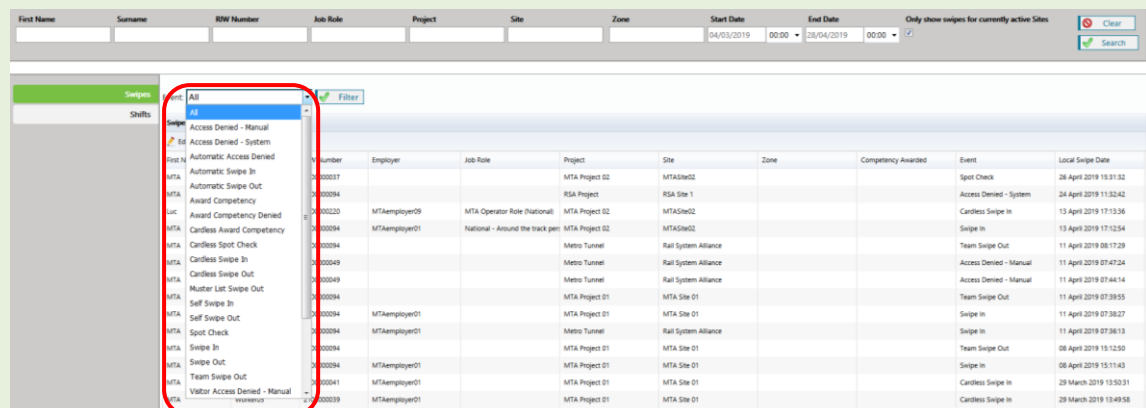 First Name Surname RIW Number Job Role Project Site Zone Start Date End Date Only show swipes for currently active Sites
Clear
04/03/2019 00:00 28/04/2019 00:00
Search
Swipes
Shifts
Event: All Filter
All
Access Denied - Manual
Access Denied - System
Automatic Access Denied
Automatic Swipe In
Automatic Swipe Out
Award Competency
Award Competency Denied
Cardless Award Competency
Cardless Spot Check
Cardless Swipe In
Cardless Swipe Out
Muster List Swipe Out
Self Swipe In
Self Swipe Out
Spot Check
Swipe In
Swipe Out
Team Swipe Out
Visitor Access Denied - Manual
Employer Job Role Project Site Zone Competency Awarded Event Local Swipe Date
MTA MTA Project 02 MTASite02 Spot Check 26 April 2019 15:31:32
MTA RSA Project RSA Site 1 Access Denied - System 24 April 2019 11:32:42
Luc MTAemployer09 MTA Operator Role (National) MTA Project 02 MTASite02 Cardless Swipe In 13 April 2019 17:13:36
MTA MTAemployer01 National - Around the track pers MTA Project 02 MTASite02 Swipe In 13 April 2019 17:12:54
MTA Metro Tunnel Rail System Alliance Team Swipe Out 11 April 2019 08:17:29
MTA Metro Tunnel Rail System Alliance Access Denied - Manual 11 April 2019 07:47:24
MTA MTA Project 01 MTA Site 01 Access Denied - Manual 11 April 2019 07:44:14
MTA MTA Project 01 MTA Site 01 Team Swipe Out 11 April 2019 07:39:55
MTA MTAemployer01 MTA Project 01 MTA Site 01 Swipe In 11 April 2019 07:38:27
MTA MTAemployer01 Metro Tunnel Rail System Alliance Swipe In 11 April 2019 07:36:13
MTA MTA Project 01 MTA Site 01 Team Swipe Out 08 April 2019 15:12:50
MTA MTAemployer01 MTA Project 01 MTA Site 01 Swipe In 08 April 2019 15:11:43
MTA MTAemployer01 MTA Project 01 MTA Site 01 Cardless Swipe In 29 March 2019 13:50:31
MTA MTAemployer01 MTA Project 01 MTA Site 01 Cardless Swipe In 29 March 2019 13:49:58